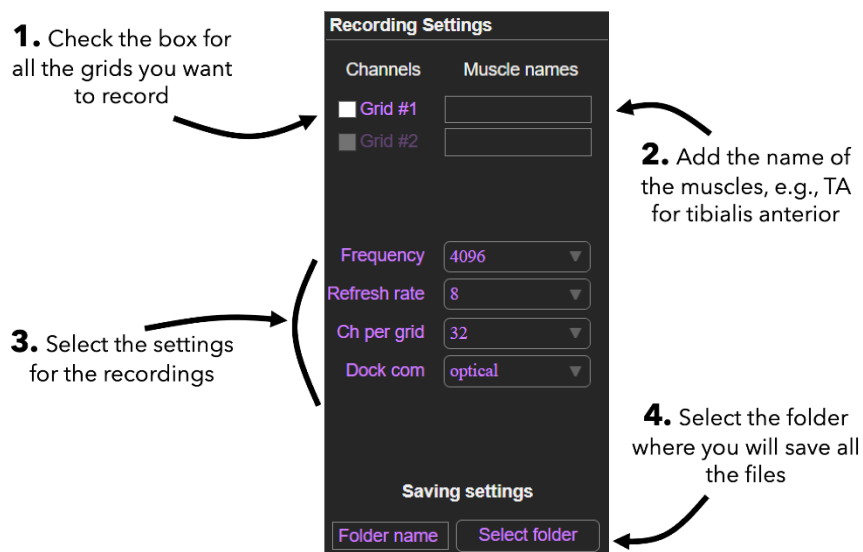 1. Check the box for
all the grids you want
to record
Recording Settings
Channels Muscle names
Grid #1
Grid #2
2. Add the name of
the muscles, e.g., TA
for tibialis anterior
Frequency 4096
Refresh rate 8
Ch per grid 32
Dock com optical
3. Select the settings
for the recordings
4. Select the folder
where you will save all
the files
Saving settings
Folder name Select folder